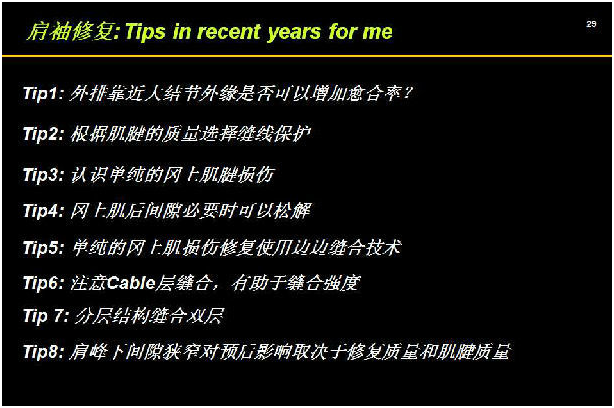 肩袖修复: Tips in recent years for me
29
Tip1: 外排靠近大结节外缘是否可以增加愈合率？
Tip2: 根据肌腱的质量选择缝线保护
Tip3: 认识单纯的冈上肌腱损伤
Tip4: 冈上肌后间隙必要时可以松解
Tip5: 单纯的冈上肌损伤修复使用边边缝合技术
Tip6: 注意Cable层缝合，有助于缝合强度
Tip 7: 分层结构缝合双层
Tip8: 肩峰下间隙狭窄对预后影响取决于修复质量和肌腱质量